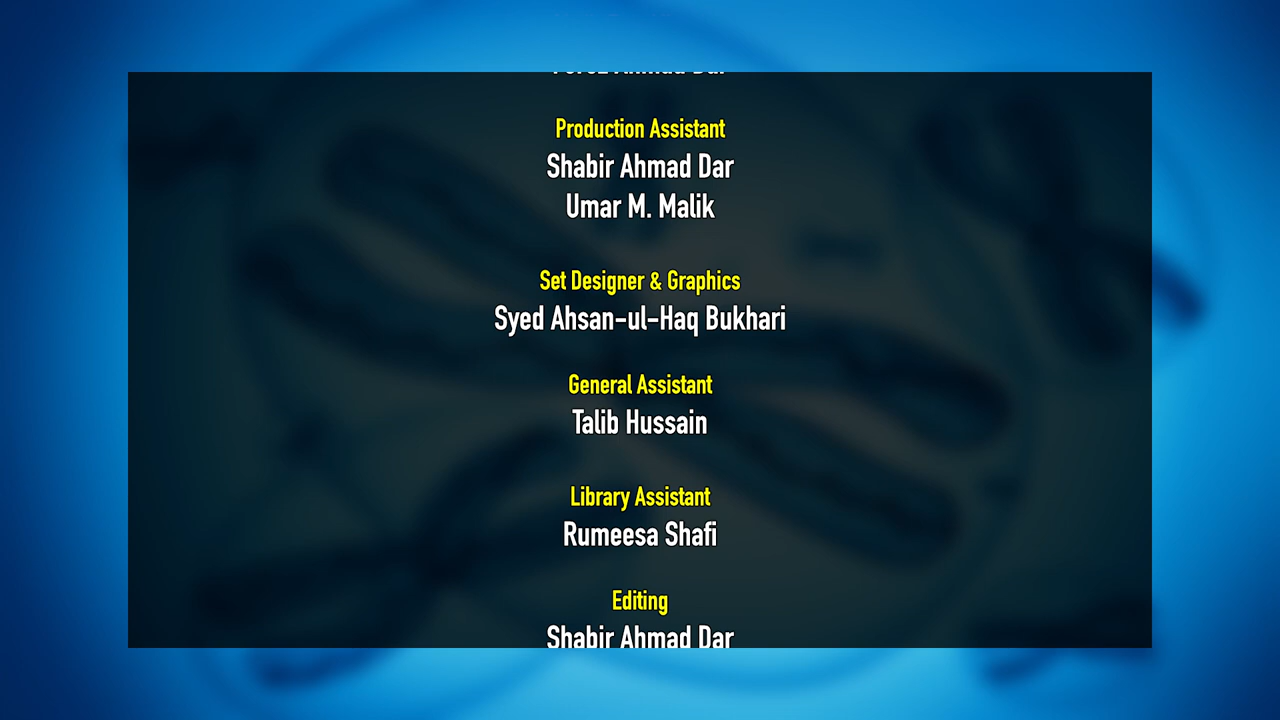 Production Assistant
Shabir Ahmad Dar
Umar M. Malik
Set Designer & Graphics
Syed Ahsan-ul-Haq Bukhari
General Assistant
Talib Hussain
Library Assistant
Rumeesa Shafi
Editing
Shabir Ahmad Dar